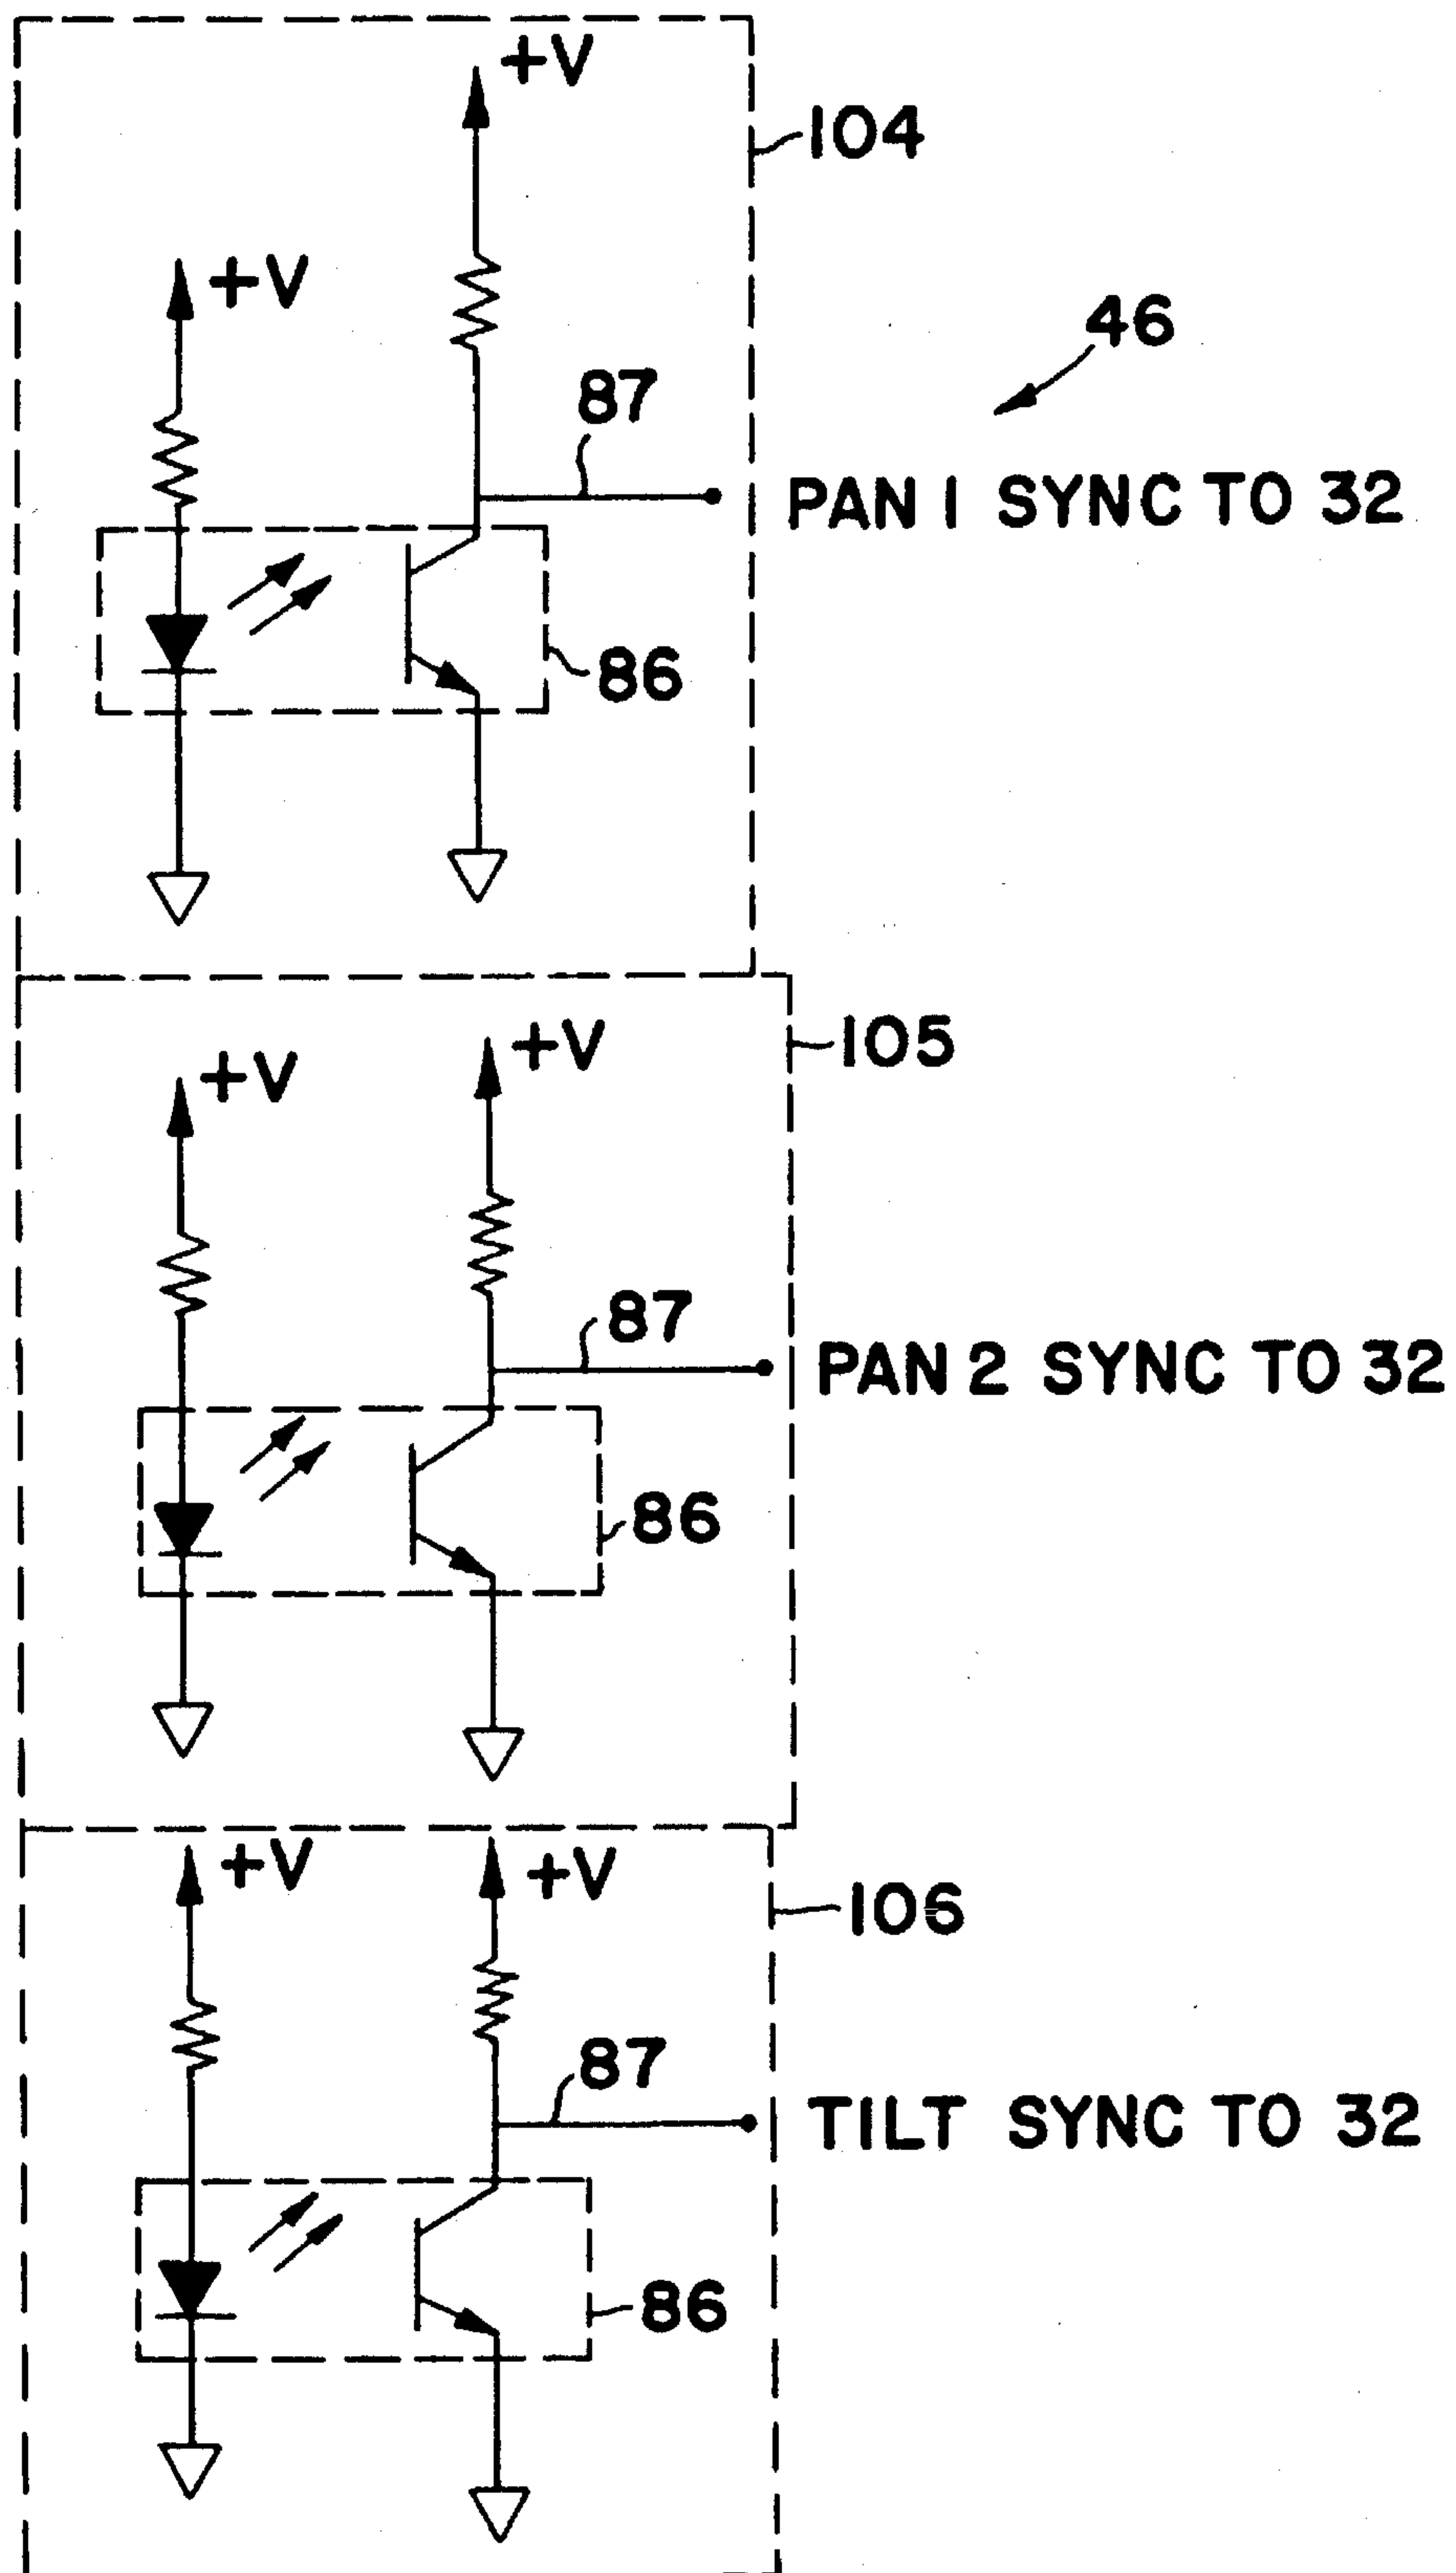 +V
104
+V
46
87
PAN 1 SYNC TO 32
86
+V
105
+V
87
PAN 2 SYNC TO 32
86
+V
+V
106
87
TILT SYNC TO 32
86